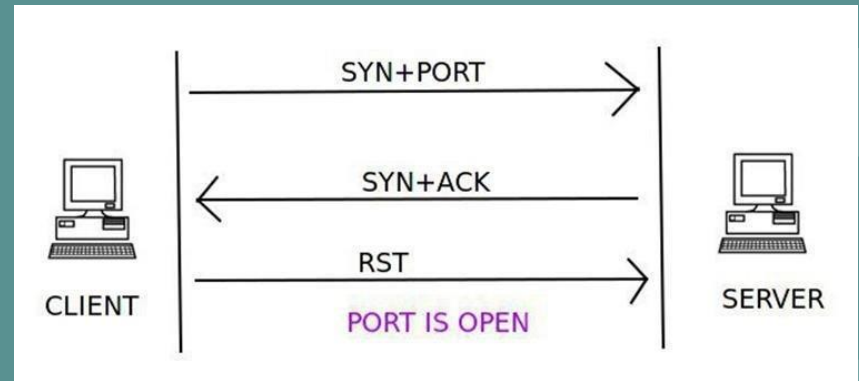 SYN+PORT
SYN+ACK
RST
CLIENT
SERVER
PORT IS OPEN